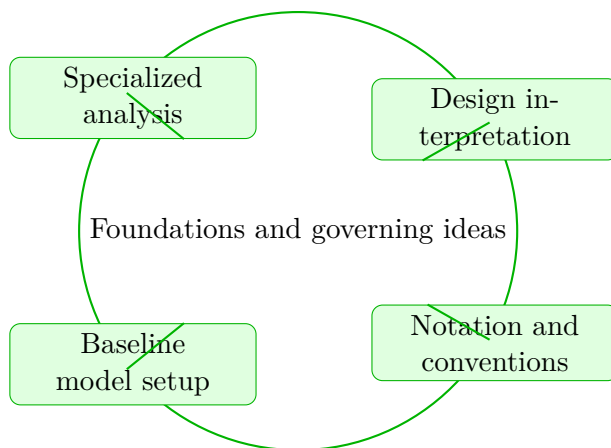 Specialized
analysis
Design in-
terpretation
Foundations and governing ideas
Baseline
model setup
Notation and
conventions